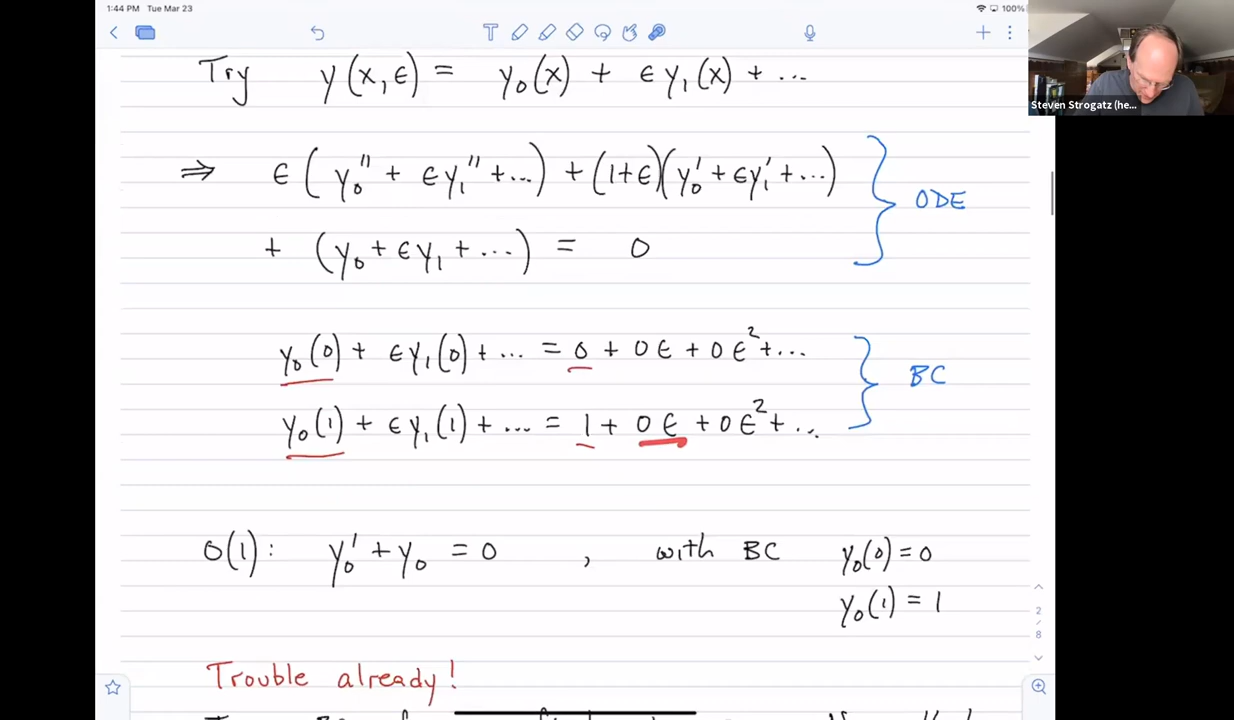 1:44 PM Tue Mar 23
100%
Steven Strogatz (he...
Try y(x,ε) = y₀(x) + εy₁(x) + ...
⇒ ε(y₀'' + εy₁'' + ...) + (1+ε)(y₀' + εy₁' + ...)
+ (y₀ + εy₁ + ...) = 0
ODE
y₀(0) + εy₁(0) + ... = 0 + 0ε + 0ε² + ...
y₀(1) + εy₁(1) + ... = 1 + 0ε + 0ε² + ...
BC
O(1): y₀' + y₀ = 0 , with BC y₀(0) = 0
y₀(1) = 1
2 / 8
Trouble already!